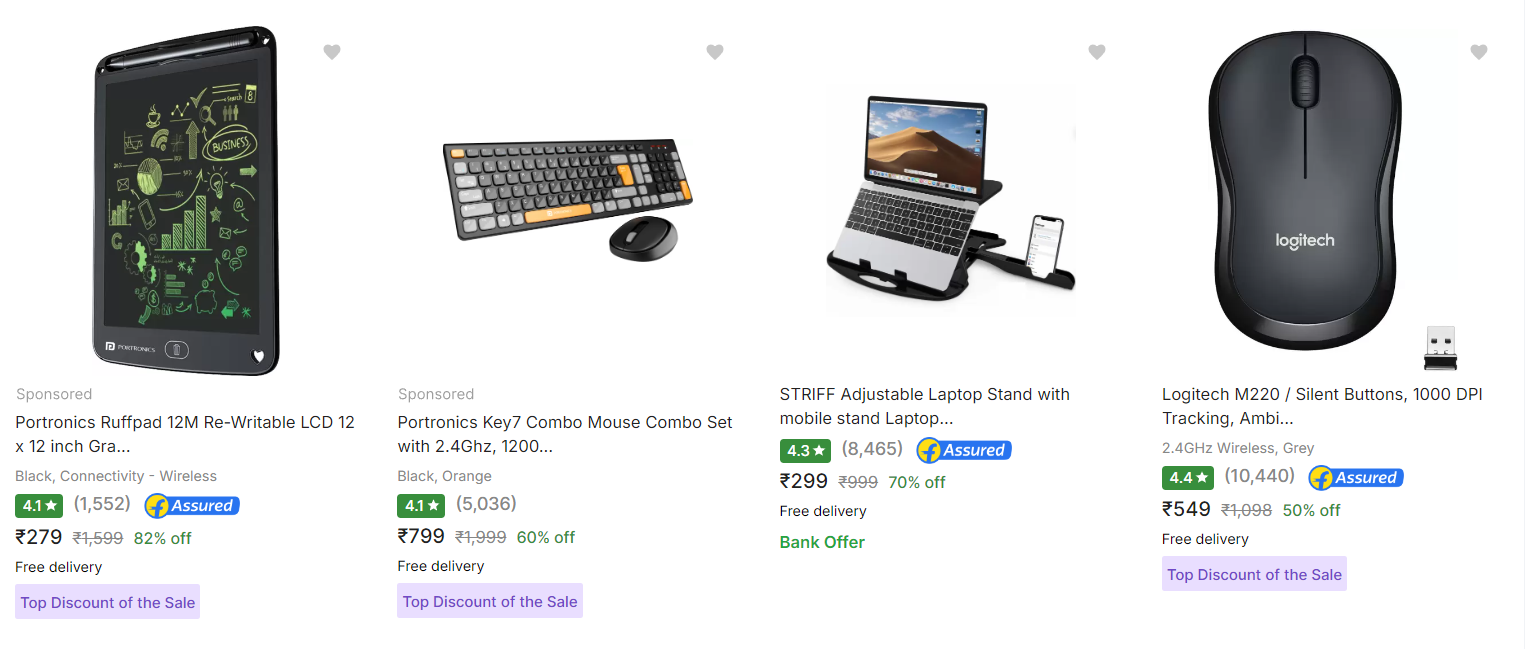 Search
8
BUSINESS
PORTRONICS
Sponsored
Portronics Ruffpad 12M Re-Writable LCD 12
x 12 inch Gra...
Black, Connectivity - Wireless
4.1★ (1,552) Assured
₹279 ₹1,599 82% off
Free delivery
Top Discount of the Sale
Sponsored
Portronics Key7 Combo Mouse Combo Set
with 2.4Ghz, 1200...
Black, Orange
4.1★ (5,036)
₹799 ₹1,999 60% off
Free delivery
Top Discount of the Sale
STRIFF Adjustable Laptop Stand with
mobile stand Laptop...
4.3★ (8,465) Assured
₹299 ₹999 70% off
Free delivery
Bank Offer
logitech
Logitech M220 / Silent Buttons, 1000 DPI
Tracking, Ambi...
2.4GHz Wireless, Grey
4.4★ (10,440) Assured
₹549 ₹1,098 50% off
Free delivery
Top Discount of the Sale